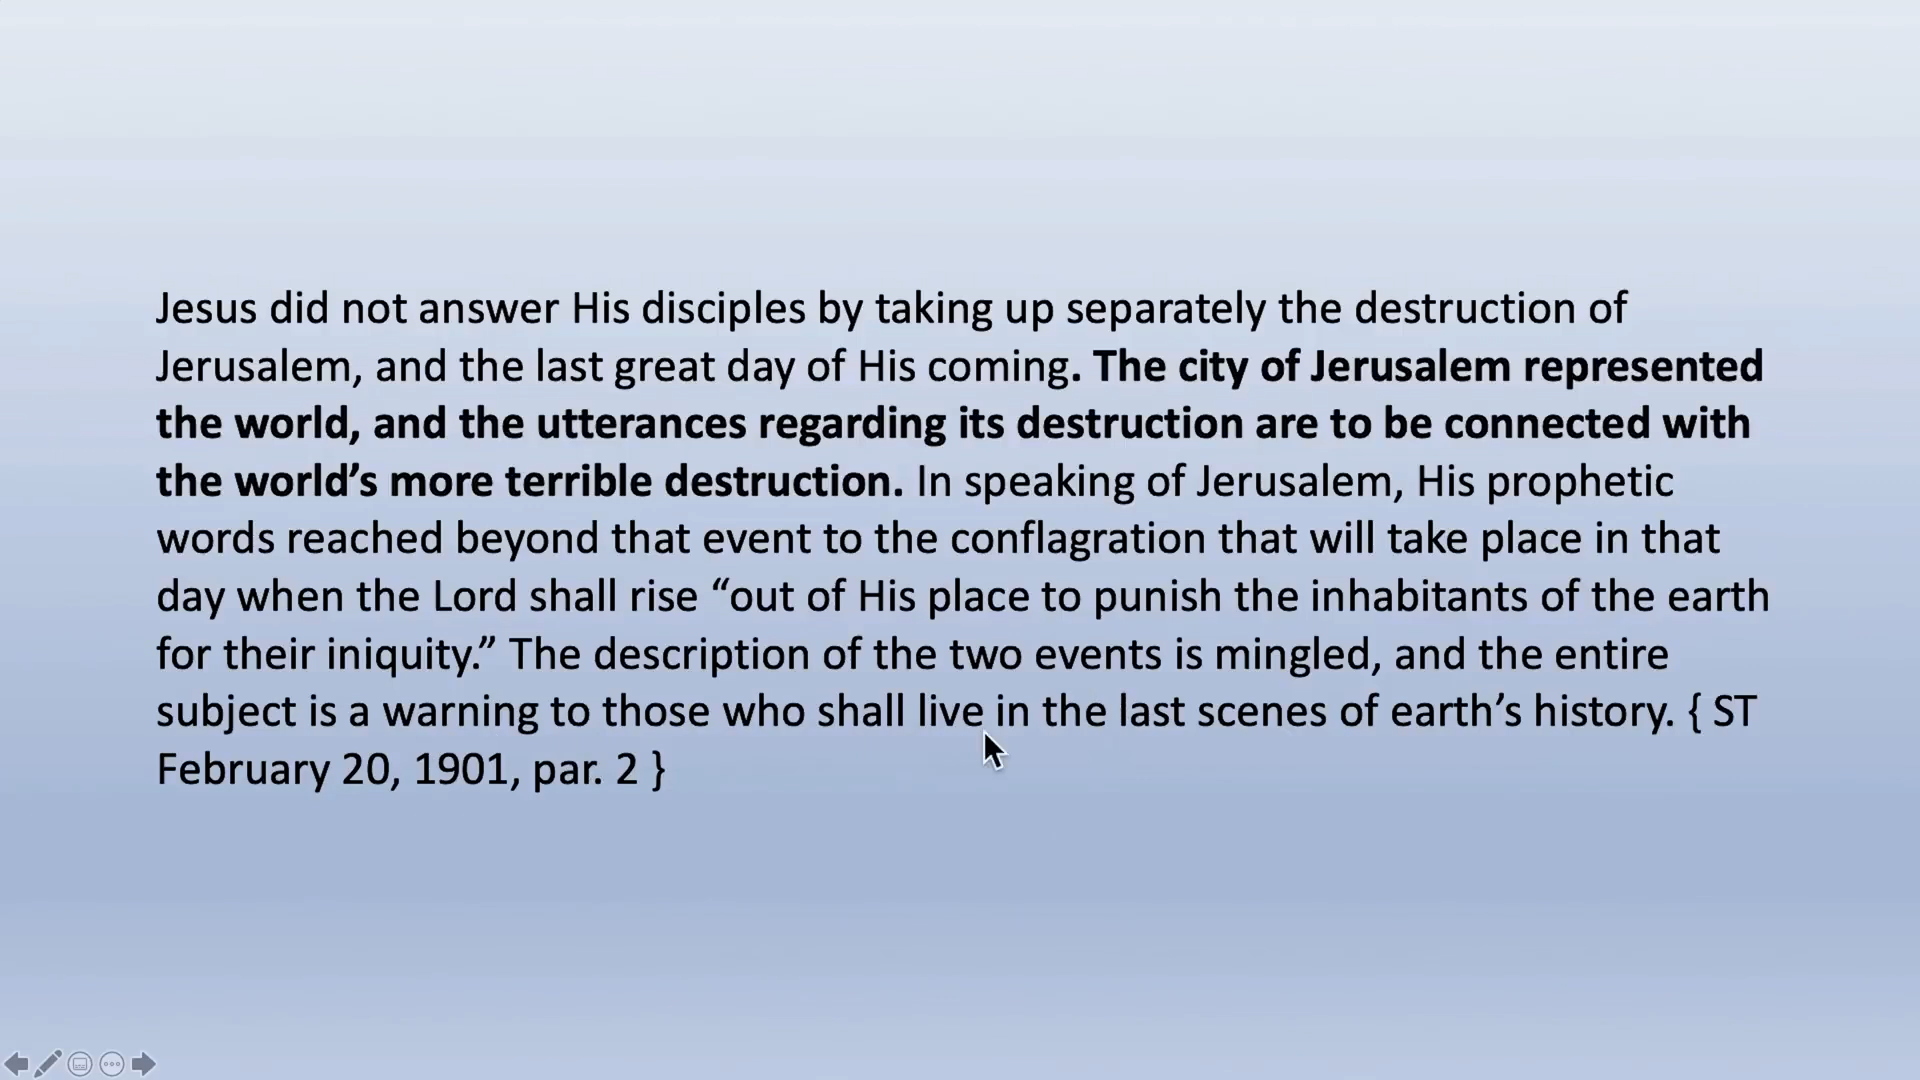 Jesus did not answer His disciples by taking up separately the destruction of
Jerusalem, and the last great day of His coming. The city of Jerusalem represented
the world, and the utterances regarding its destruction are to be connected with
the world’s more terrible destruction. In speaking of Jerusalem, His prophetic
words reached beyond that event to the conflagration that will take place in that
day when the Lord shall rise “out of His place to punish the inhabitants of the earth
for their iniquity.” The description of the two events is mingled, and the entire
subject is a warning to those who shall live in the last scenes of earth’s history. { ST
February 20, 1901, par. 2 }